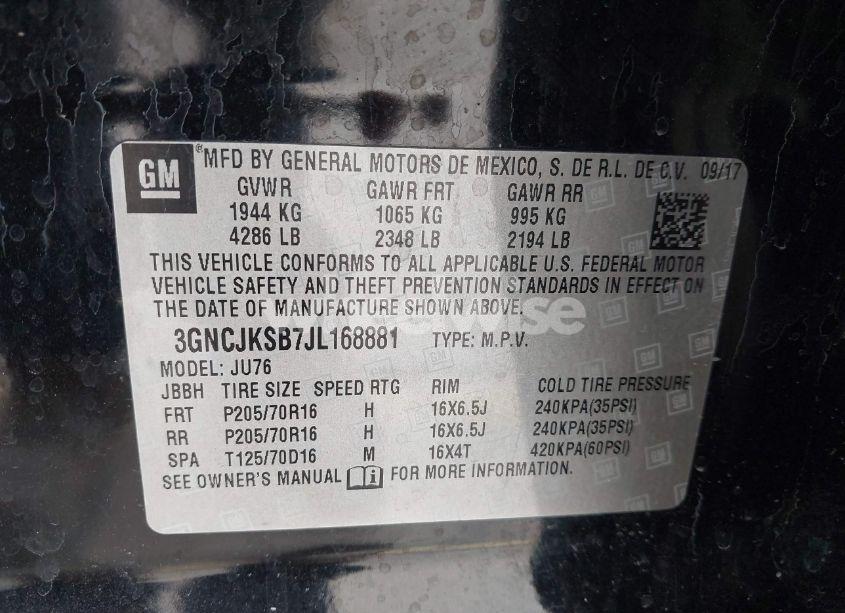 GM ® MFD BY GENERAL MOTORS DE MEXICO, S. DE R.L. DE C.V. 09/17
GVWR GAWR FRT GAWR RR
1944 KG 1065 KG 995 KG
4286 LB 2348 LB 2194 LB
THIS VEHICLE CONFORMS TO ALL APPLICABLE U.S. FEDERAL MOTOR
VEHICLE SAFETY AND THEFT PREVENTION STANDARDS IN EFFECT ON
THE DATE OF MANUFACTURE SHOWN ABOVE.
3GNCJKSB7JL168881 TYPE: M.P.V.
MODEL: JU76
JBBH TIRE SIZE SPEED RTG RIM COLD TIRE PRESSURE
FRT P205/70R16 H 16X6.5J 240KPA(35PSI)
RR P205/70R16 H 16X6.5J 240KPA(35PSI)
SPA T125/70D16 M 16X4T 420KPA(60PSI)
SEE OWNER'S MANUAL FOR MORE INFORMATION.